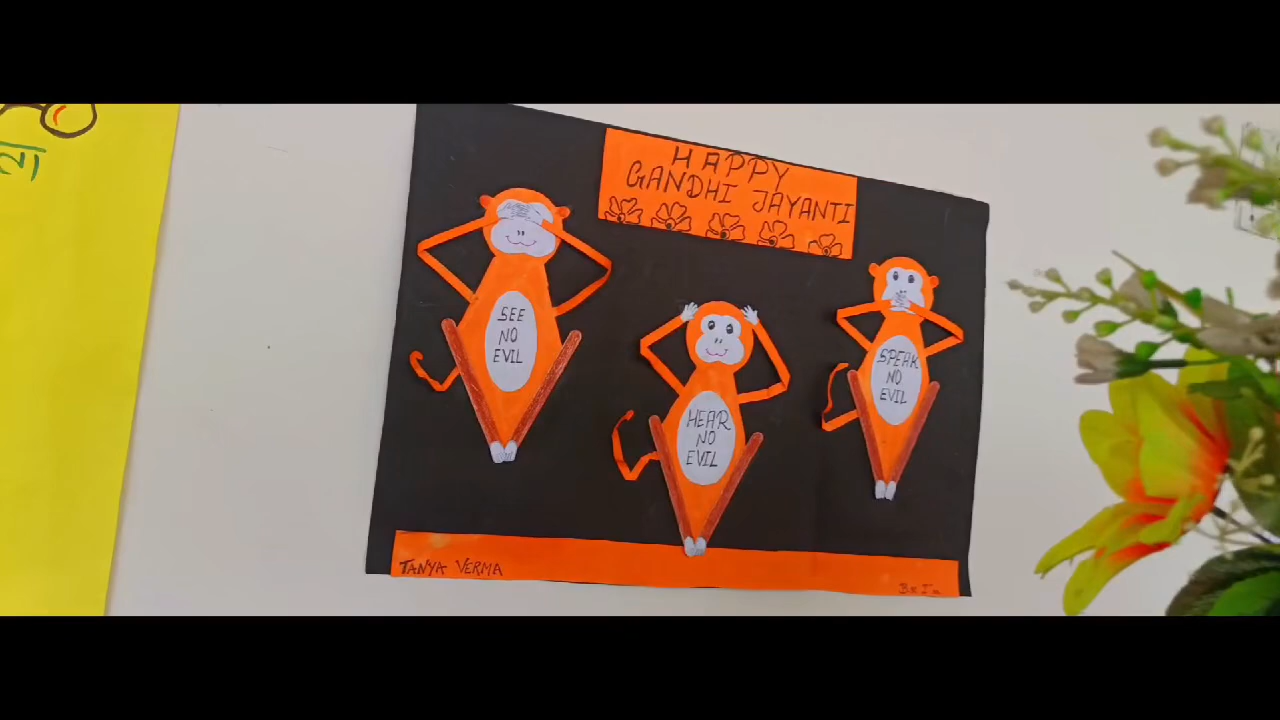 HAPPY
GANDHI JAYANTI
SEE
NO
EVIL
HEAR
NO
EVIL
SPEAK
NO
EVIL
TANYA VERMA